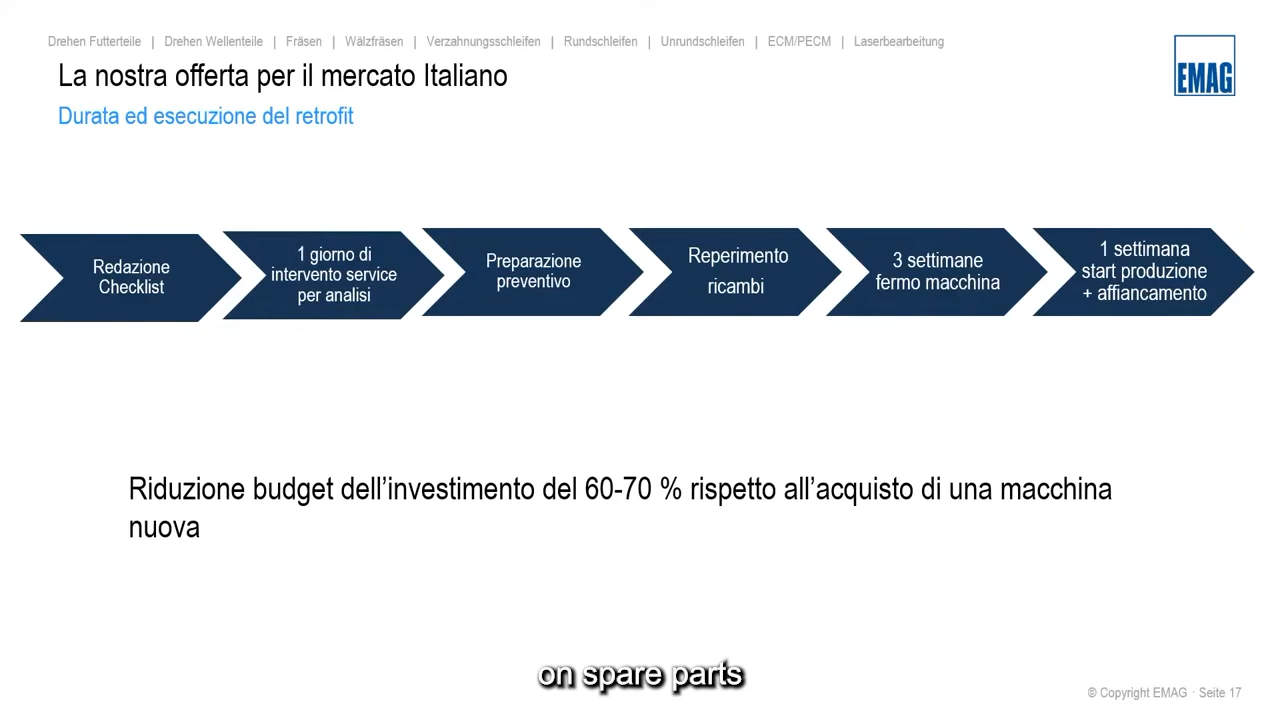 Drehen Futterteile | Drehen Wellenteile | Fräsen | Wälzfräsen | Verzahnungsschleifen | Rundschleifen | Unrundschleifen | ECM/PECM | Laserbearbeitung
La nostra offerta per il mercato Italiano
EMAG
Durata ed esecuzione del retrofit
Redazione
Checklist
1 giorno di
intervento service
per analisi
Preparazione
preventivo
Reperimento
ricambi
3 settimane
fermo macchina
1 settimana
start produzione
+ affiancamento
Riduzione budget dell’investimento del 60-70 % rispetto all’acquisto di una macchina
nuova
on spare parts
© Copyright EMAG · Seite 17